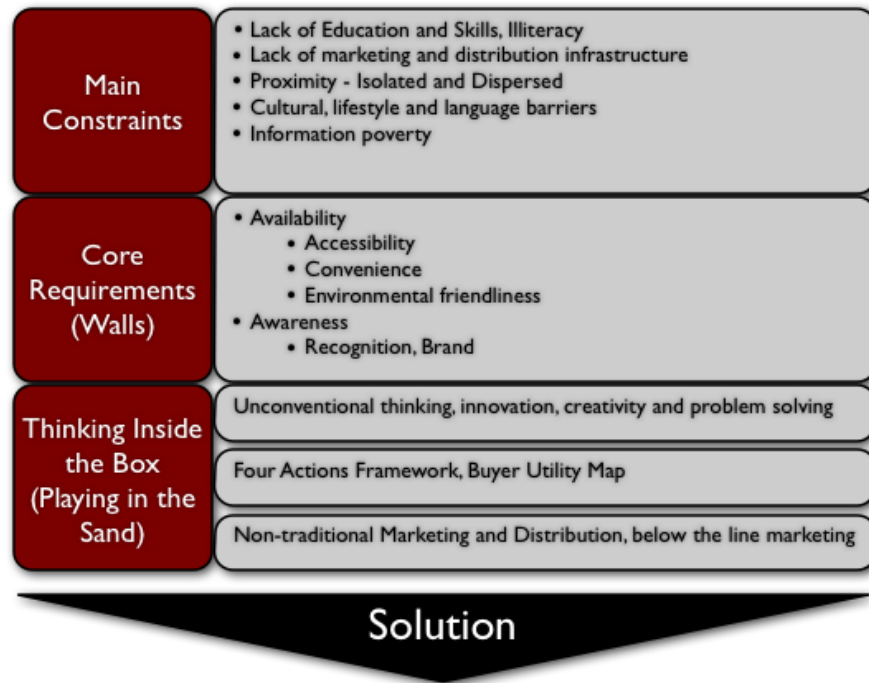 Main
Constraints
• Lack of Education and Skills, Illiteracy
• Lack of marketing and distribution infrastructure
• Proximity - Isolated and Dispersed
• Cultural, lifestyle and language barriers
• Information poverty
Core
Requirements
(Walls)
• Availability
• Accessibility
• Convenience
• Environmental friendliness
• Awareness
• Recognition, Brand
Thinking Inside
the Box
(Playing in the
Sand)
Unconventional thinking, innovation, creativity and problem solving
Four Actions Framework, Buyer Utility Map
Non-traditional Marketing and Distribution, below the line marketing
Solution